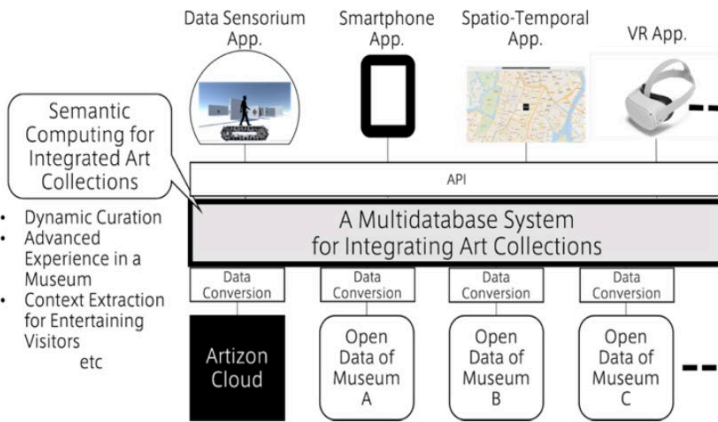 Data Sensorium
App.
Smartphone
App.
Spatio-Temporal
App.
VR App.
Semantic
Computing for
Integrated Art
Collections
• Dynamic Curation
• Advanced
Experience in a
Museum
• Context Extraction
for Entertaining
Visitors
etc
API
A Multidatabase System
for Integrating Art Collections
Data
Conversion
Data
Conversion
Data
Conversion
Data
Conversion
Artizon
Cloud
Open
Data of
Museum
A
Open
Data of
Museum
B
Open
Data of
Museum
C